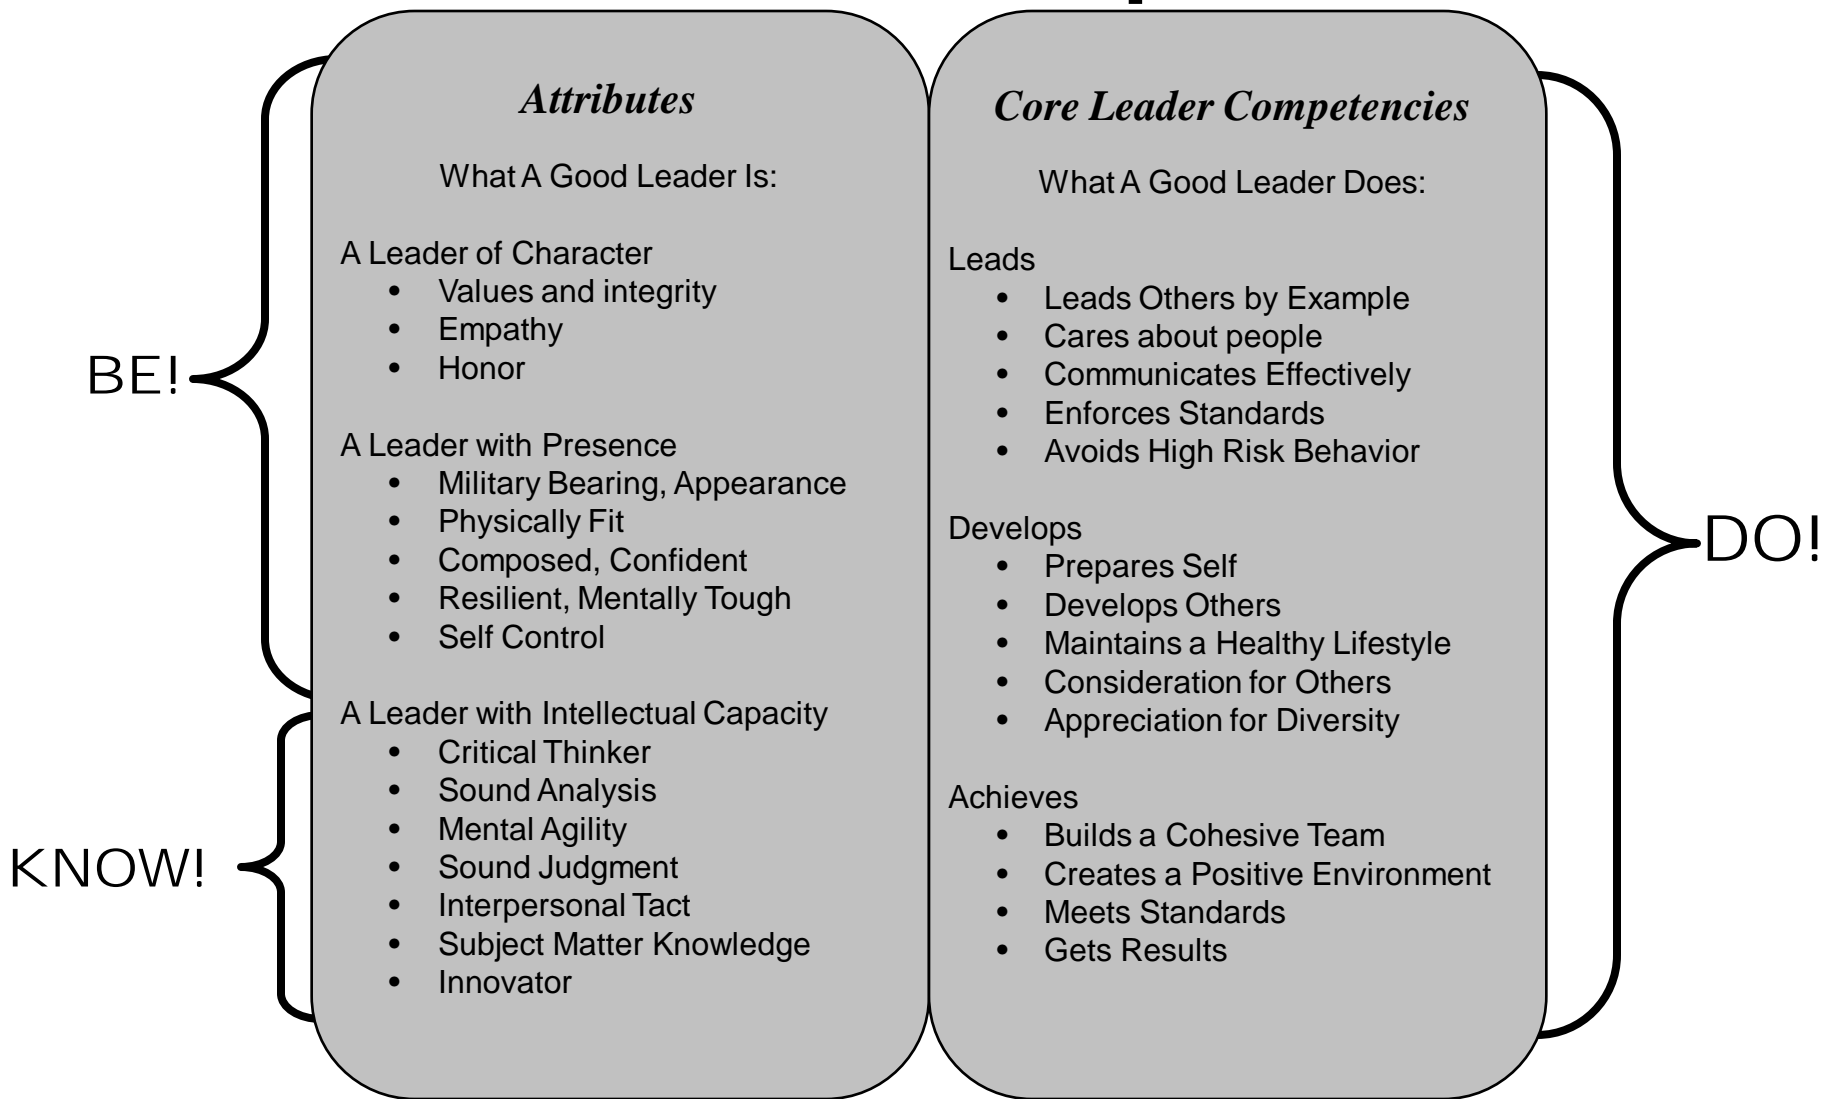 Attributes
What A Good Leader Is:
A Leader of Character
• Values and integrity
• Empathy
• Honor
A Leader with Presence
• Military Bearing, Appearance
• Physically Fit
• Composed, Confident
• Resilient, Mentally Tough
• Self Control
A Leader with Intellectual Capacity
• Critical Thinker
• Sound Analysis
• Mental Agility
• Sound Judgment
• Interpersonal Tact
• Subject Matter Knowledge
• Innovator
BE!
KNOW!
Core Leader Competencies
What A Good Leader Does:
Leads
• Leads Others by Example
• Cares about people
• Communicates Effectively
• Enforces Standards
• Avoids High Risk Behavior
Develops
• Prepares Self
• Develops Others
• Maintains a Healthy Lifestyle
• Consideration for Others
• Appreciation for Diversity
Achieves
• Builds a Cohesive Team
• Creates a Positive Environment
• Meets Standards
• Gets Results
DO!